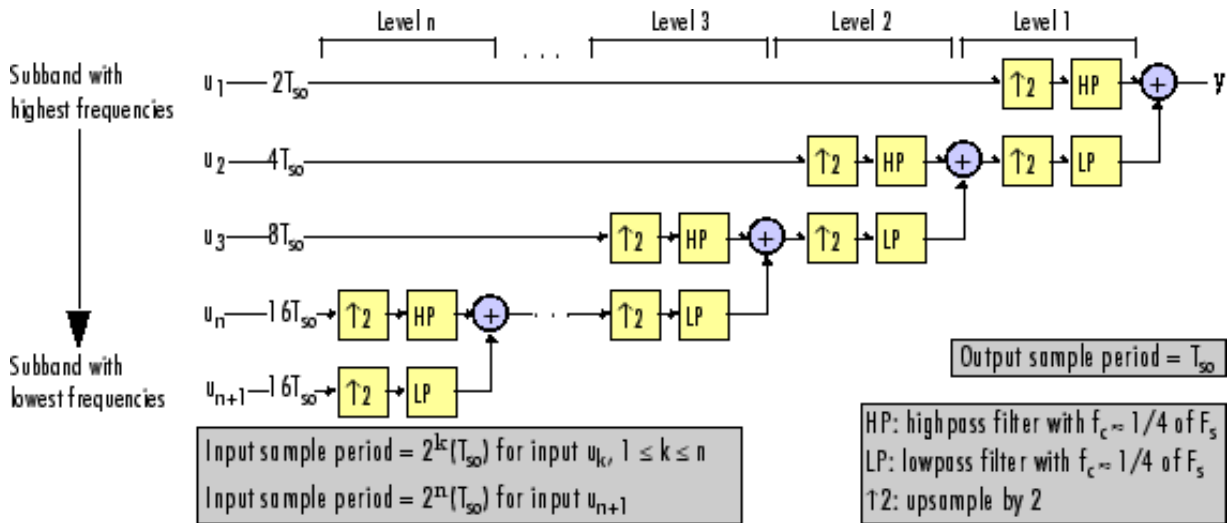 Level n
. . .
Level 3
Level 2
Level 1
Subband with
highest frequencies
u₁ 2Tₛₒ ↑2 HP + y
u₂ 4Tₛₒ ↑2 HP + ↑2 LP
u₃ 8Tₛₒ ↑2 HP + ↑2 LP
uₙ 16Tₛₒ ↑2 HP + . . . ↑2 LP
Subband with
lowest frequencies
uₙ₊₁ 16Tₛₒ ↑2 LP
Output sample period = Tₛₒ
Input sample period = 2ᵏ(Tₛₒ) for input uₖ, 1 ≤ k ≤ n
Input sample period = 2ⁿ(Tₛₒ) for input uₙ₊₁
HP: highpass filter with f_c ≈ 1/4 of Fₛ
LP: lowpass filter with f_c ≈ 1/4 of Fₛ
↑2: upsample by 2